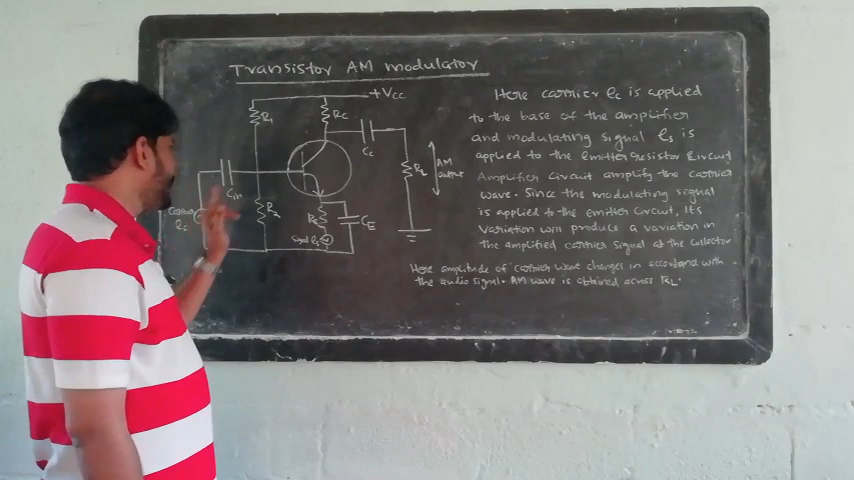 Transistor AM modulator
+Vcc
R1
Rc
Cc
RL
AM
output
Cin
R2
RE
CE
Carrier
ec
Signal es
Here carrier ec is applied
to the base of the amplifier
and modulating signal es is
applied to the Emitter resistor circuit
Amplifier circuit amplify the carrier
wave. Since the modulating signal
is applied to the emitter circuit, Its
variation will produce a variation in
the amplified carrier signal at the collector
Here amplitude of carrier wave changes in accordance with
the audio signal. AM wave is obtained across RL.